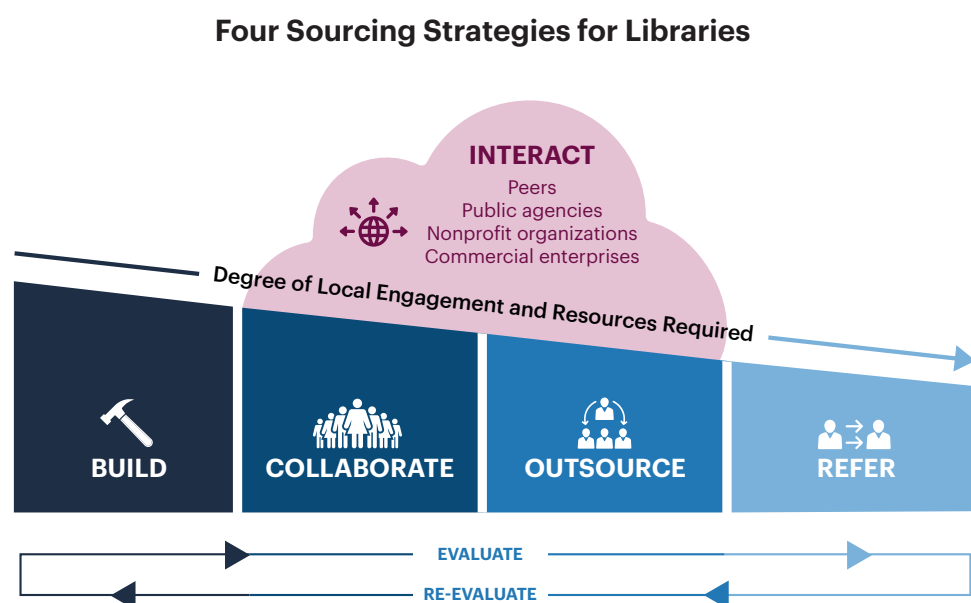 Four Sourcing Strategies for Libraries
INTERACT
Peers
Public agencies
Nonprofit organizations
Commercial enterprises
Degree of Local Engagement and Resources Required
BUILD
COLLABORATE
OUTSOURCE
REFER
EVALUATE
RE-EVALUATE